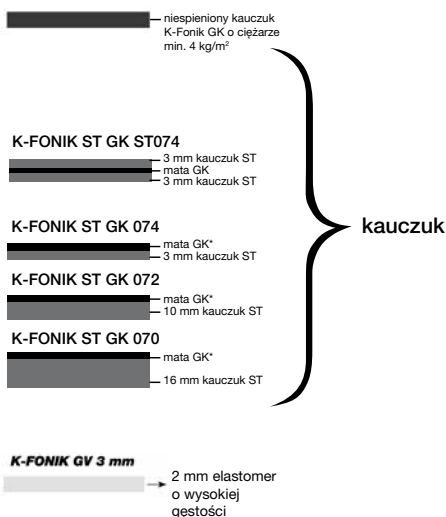 niespieniony kauczuk
K-Fonik GK o ciężarze
min. 4 kg/m²
K-FONIK ST GK ST074
3 mm kauczuk ST
mata GK
3 mm kauczuk ST
K-FONIK ST GK 074
mata GK*
3 mm kauczuk ST
K-FONIK ST GK 072
mata GK*
10 mm kauczuk ST
K-FONIK ST GK 070
mata GK*
16 mm kauczuk ST
kauczuk
K-FONIK GV 3 mm
2 mm elastomer
o wysokiej
gęstości